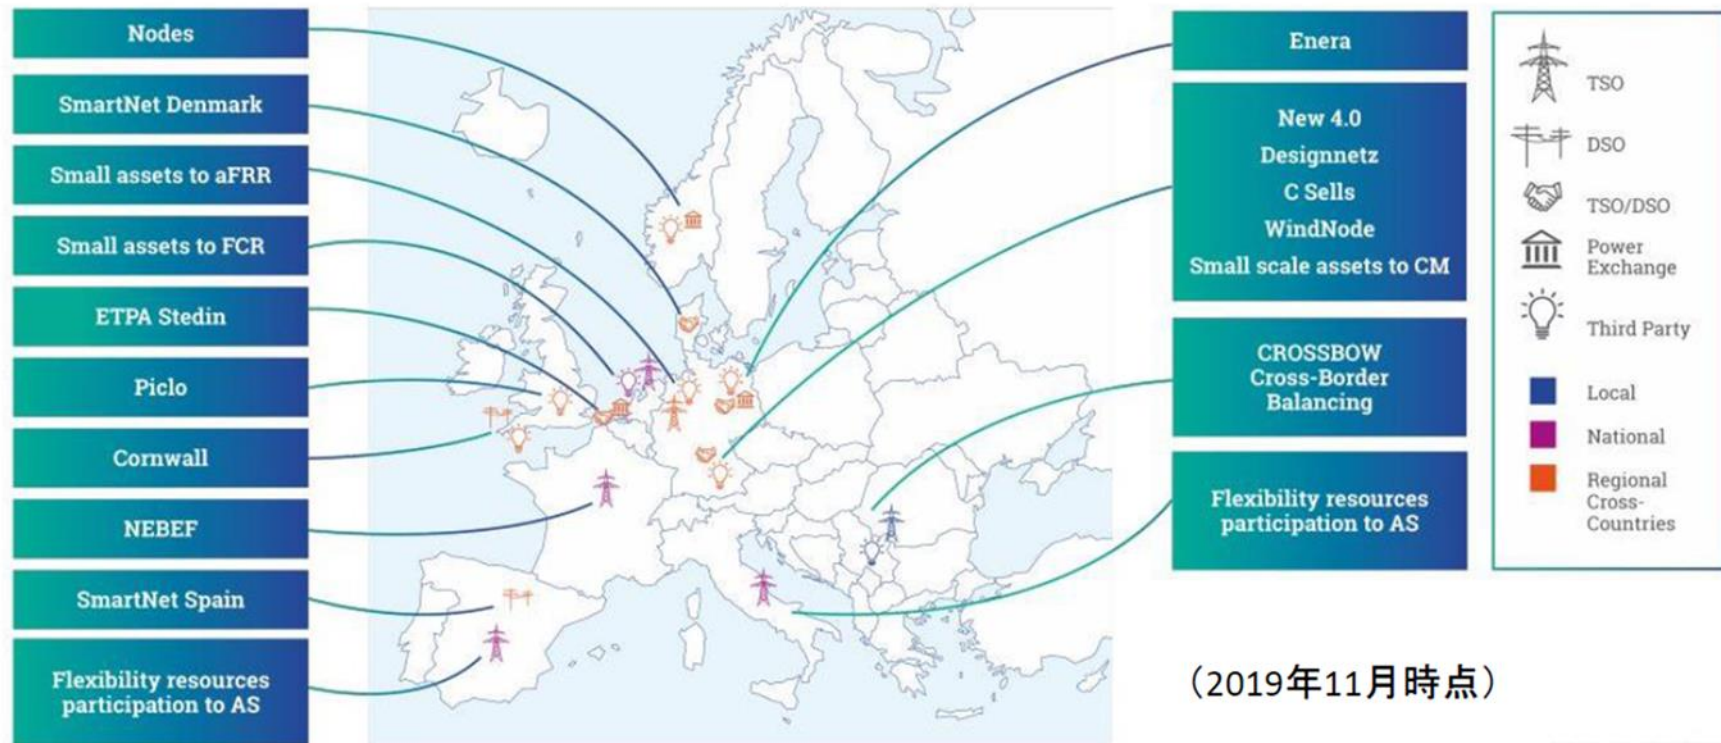 Nodes
SmartNet Denmark
Small assets to aFRR
Small assets to FCR
ETPA Stedin
Piclo
Cornwall
NEBEF
SmartNet Spain
Flexibility resources
participation to AS
Enera
New 4.0
Designnetz
C Sells
WindNode
Small scale assets to CM
CROSSBOW
Cross-Border
Balancing
Flexibility resources
participation to AS
TSO
DSO
TSO/DSO
Power
Exchange
Third Party
Local
National
Regional
Cross-
Countries
（2019年11月時点）